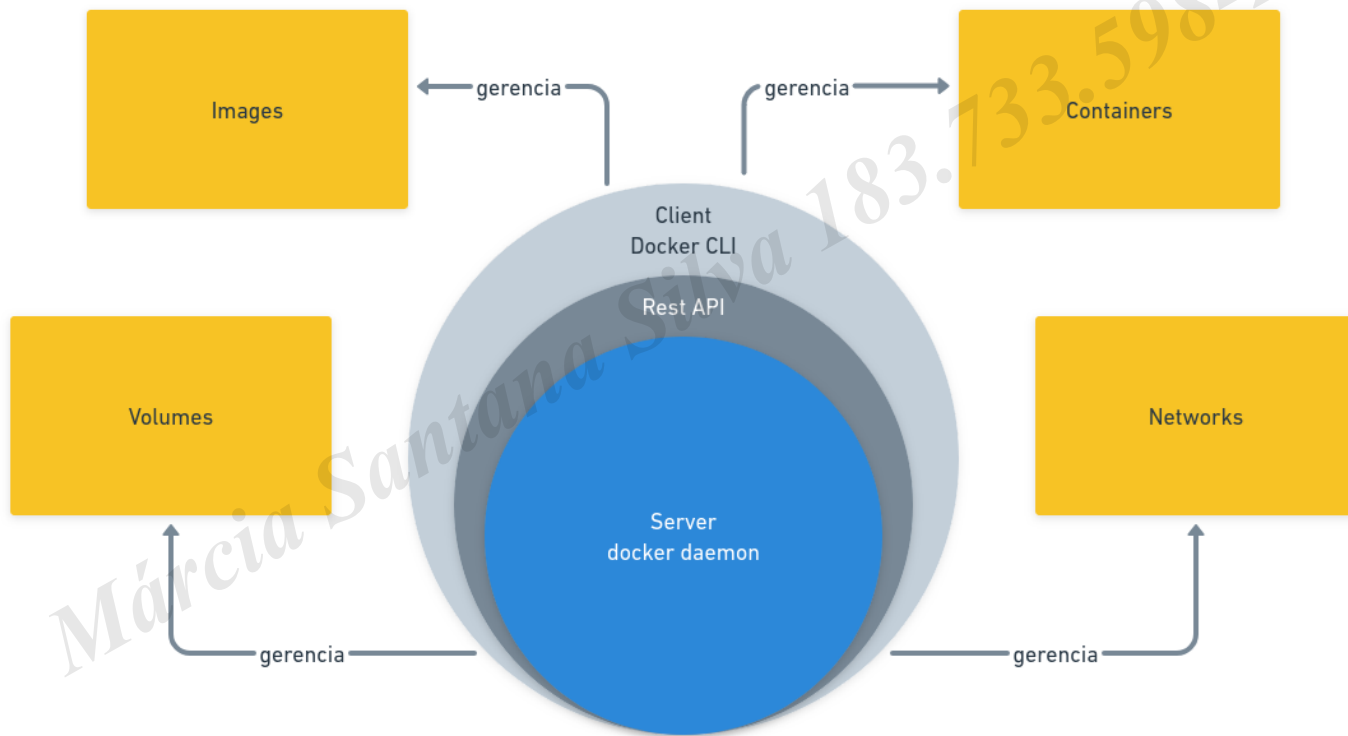 gerencia
gerencia
Images
Containers
Client
Docker CLI
Rest API
Volumes
Networks
Server
docker daemon
gerencia
gerencia
Márcia Santana Silva 183.733.598-